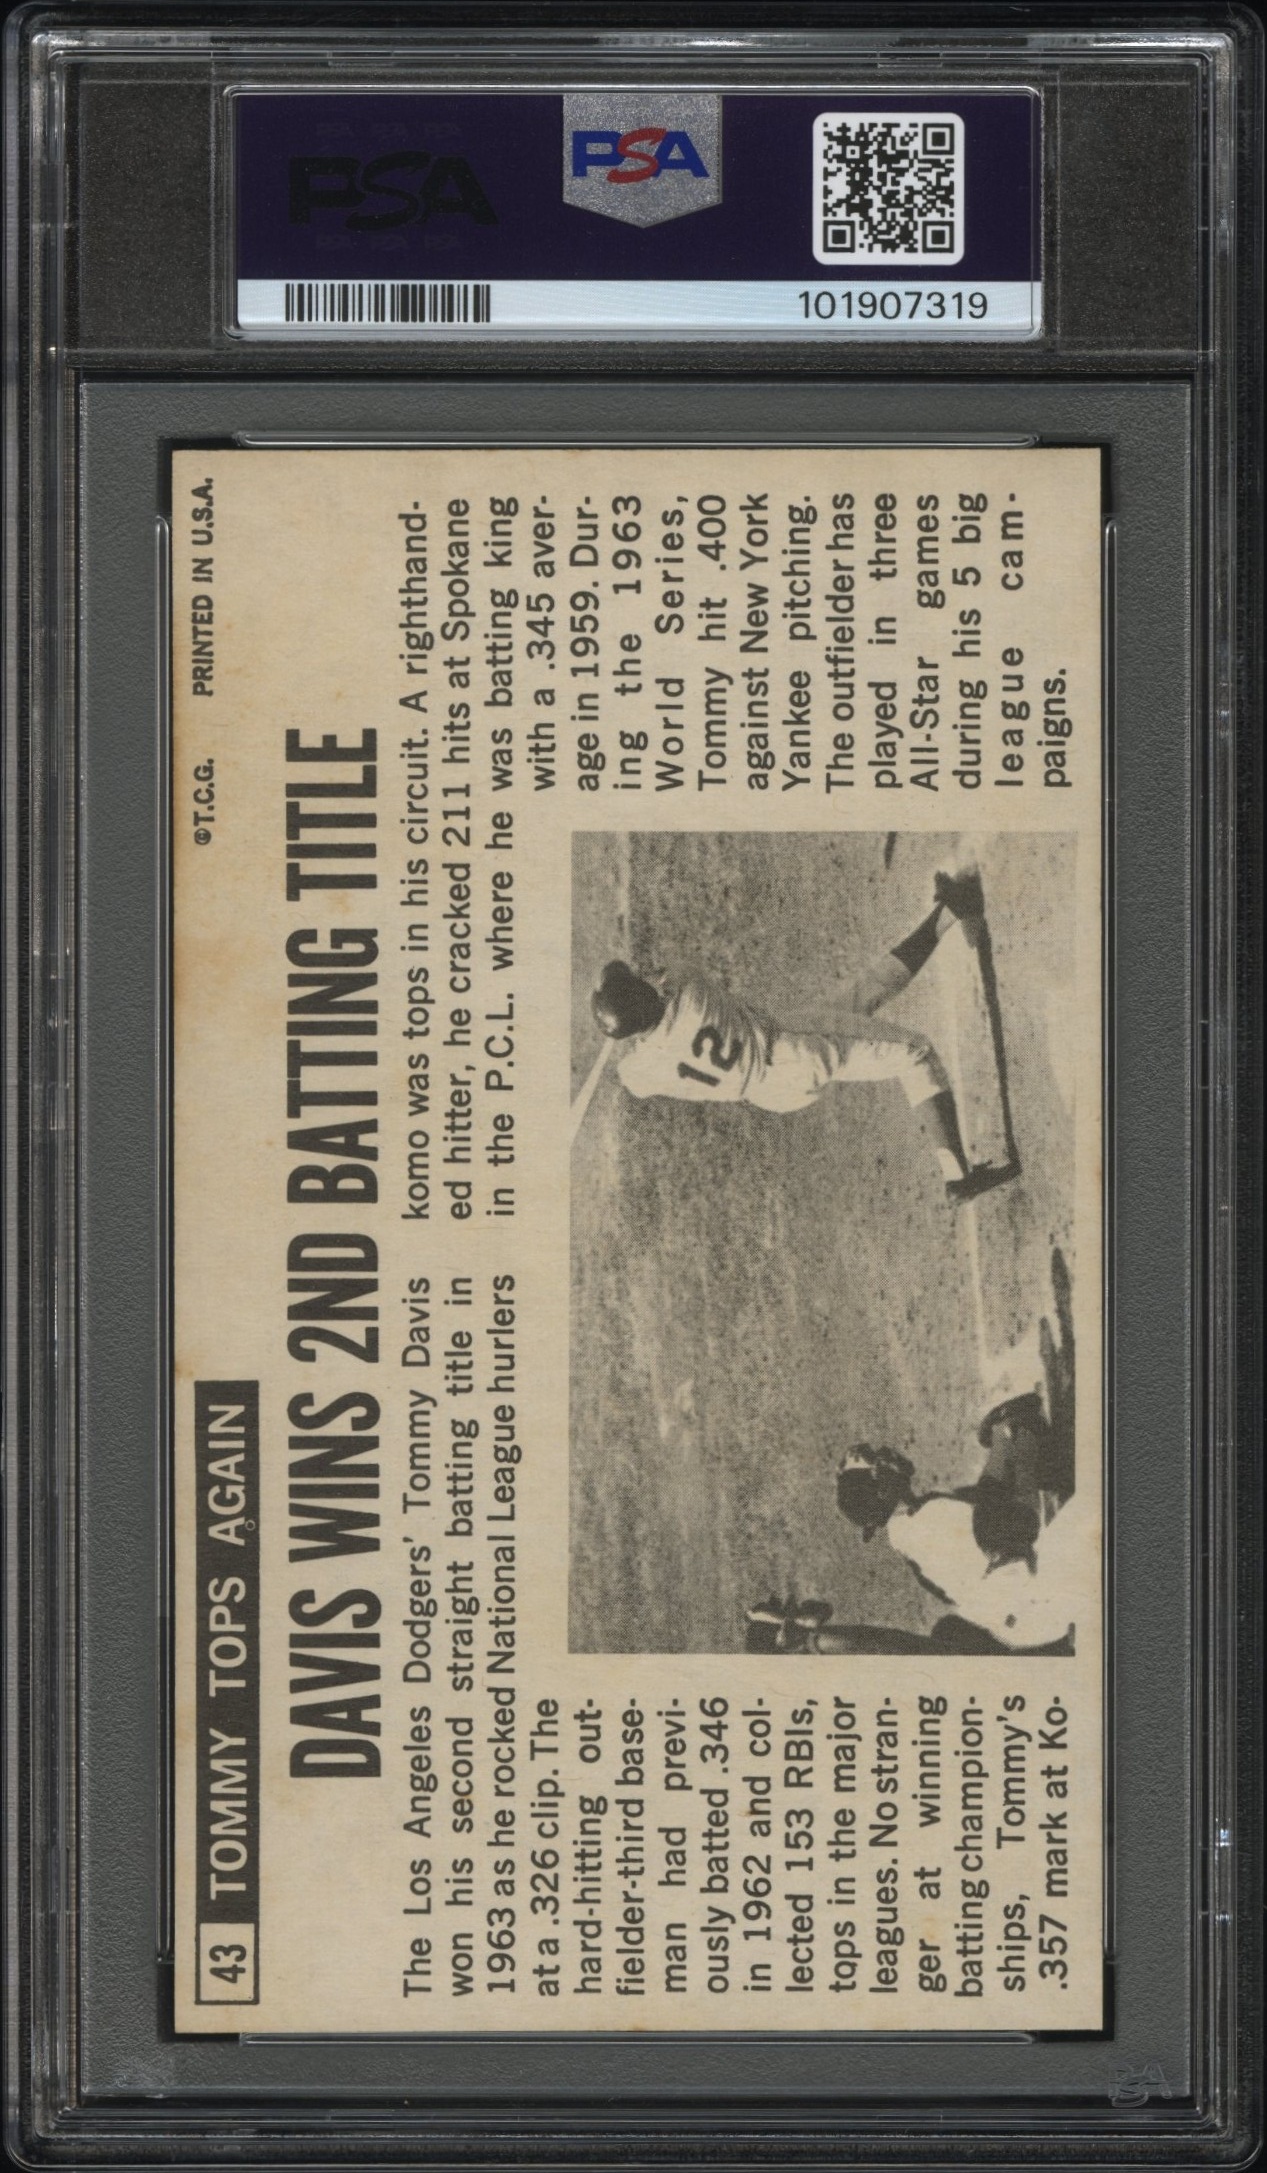 PSA
PSA
101907319
43 TOMMY TOPS AGAIN
©T.C.G. PRINTED IN U.S.A.
DAVIS WINS 2ND BATTING TITLE
The Los Angeles Dodgers' Tommy Davis
won his second straight batting title in
1963 as he rocked National League hurlers
at a .326 clip. The
hard-hitting out-
fielder-third base-
man had previ-
ously batted .346
in 1962 and col-
lected 153 RBIs,
tops in the major
leagues. No stran-
ger at winning
batting champion-
ships, Tommy's
.357 mark at Ko-
komo was tops in his circuit. A righthand-
ed hitter, he cracked 211 hits at Spokane
in the P.C.L. where he was batting king
with a .345 aver-
age in 1959. Dur-
ing the 1963
World Series,
Tommy hit .400
against New York
Yankee pitching.
The outfielder has
played in three
All-Star games
during his 5 big
league cam-
paigns.
12
PSA